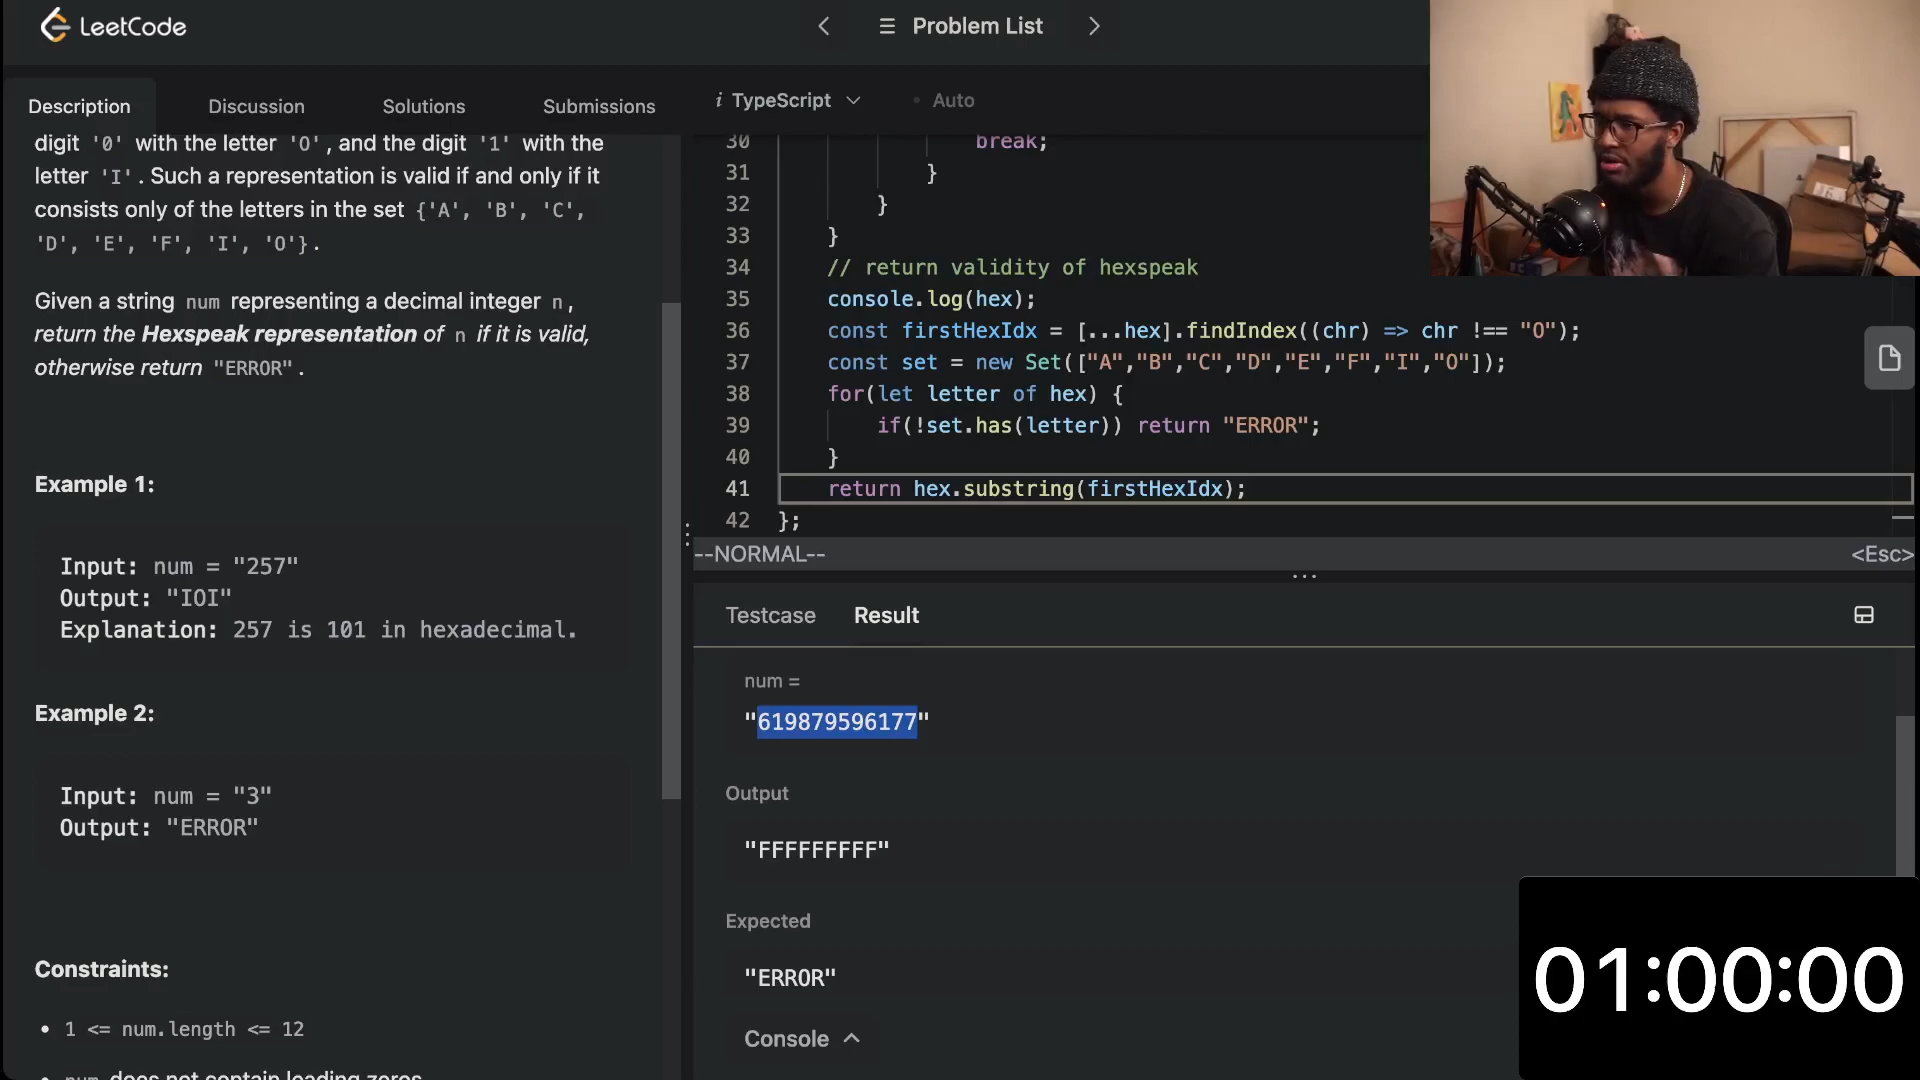 LeetCode
Problem List
Description
Discussion
Solutions
Submissions
digit '0' with the letter 'O', and the digit '1' with the
letter 'I'. Such a representation is valid if and only if it
consists only of the letters in the set {'A', 'B', 'C',
'D', 'E', 'F', 'I', 'O'}.
Given a string num representing a decimal integer n,
return the Hexspeak representation of n if it is valid,
otherwise return "ERROR".
Example 1:
Input: num = "257"
Output: "IOI"
Explanation: 257 is 101 in hexadecimal.
Example 2:
Input: num = "3"
Output: "ERROR"
Constraints:
• 1 <= num.length <= 12
• num does not contain leading zeros
i TypeScript
• Auto
30 break;
31 }
32 }
33 }
34 // return validity of hexspeak
35 console.log(hex);
36 const firstHexIdx = [...hex].findIndex((chr) => chr !== "O");
37 const set = new Set(["A","B","C","D","E","F","I","O"]);
38 for(let letter of hex) {
39 if(!set.has(letter)) return "ERROR";
40 }
41 return hex.substring(firstHexIdx);
42 };
--NORMAL--
<Esc>
Testcase
Result
num =
"619879596177"
Output
"FFFFFFFFF"
Expected
"ERROR"
Console
01:00:00